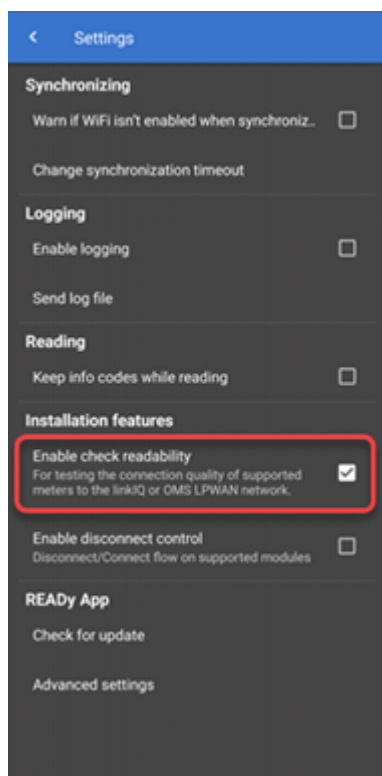 Settings
Synchronizing
Warn if WiFi isn't enabled when synchroniz..
Change synchronization timeout
Logging
Enable logging
Send log file
Reading
Keep info codes while reading
Installation features
Enable check readability
For testing the connection quality of supported
meters to the linkIQ or OMS LPWAN network.
Enable disconnect control
Disconnect/Connect flow on supported modules
READy App
Check for update
Advanced settings